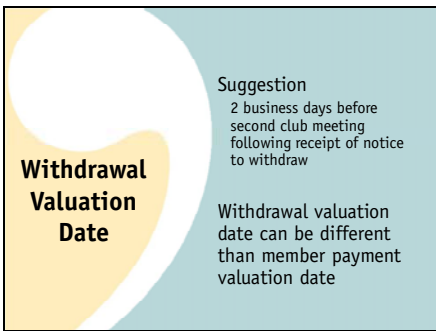 Withdrawal
Valuation
Date
Suggestion
2 business days before
second club meeting
following receipt of notice
to withdraw
Withdrawal valuation
date can be different
than member payment
valuation date